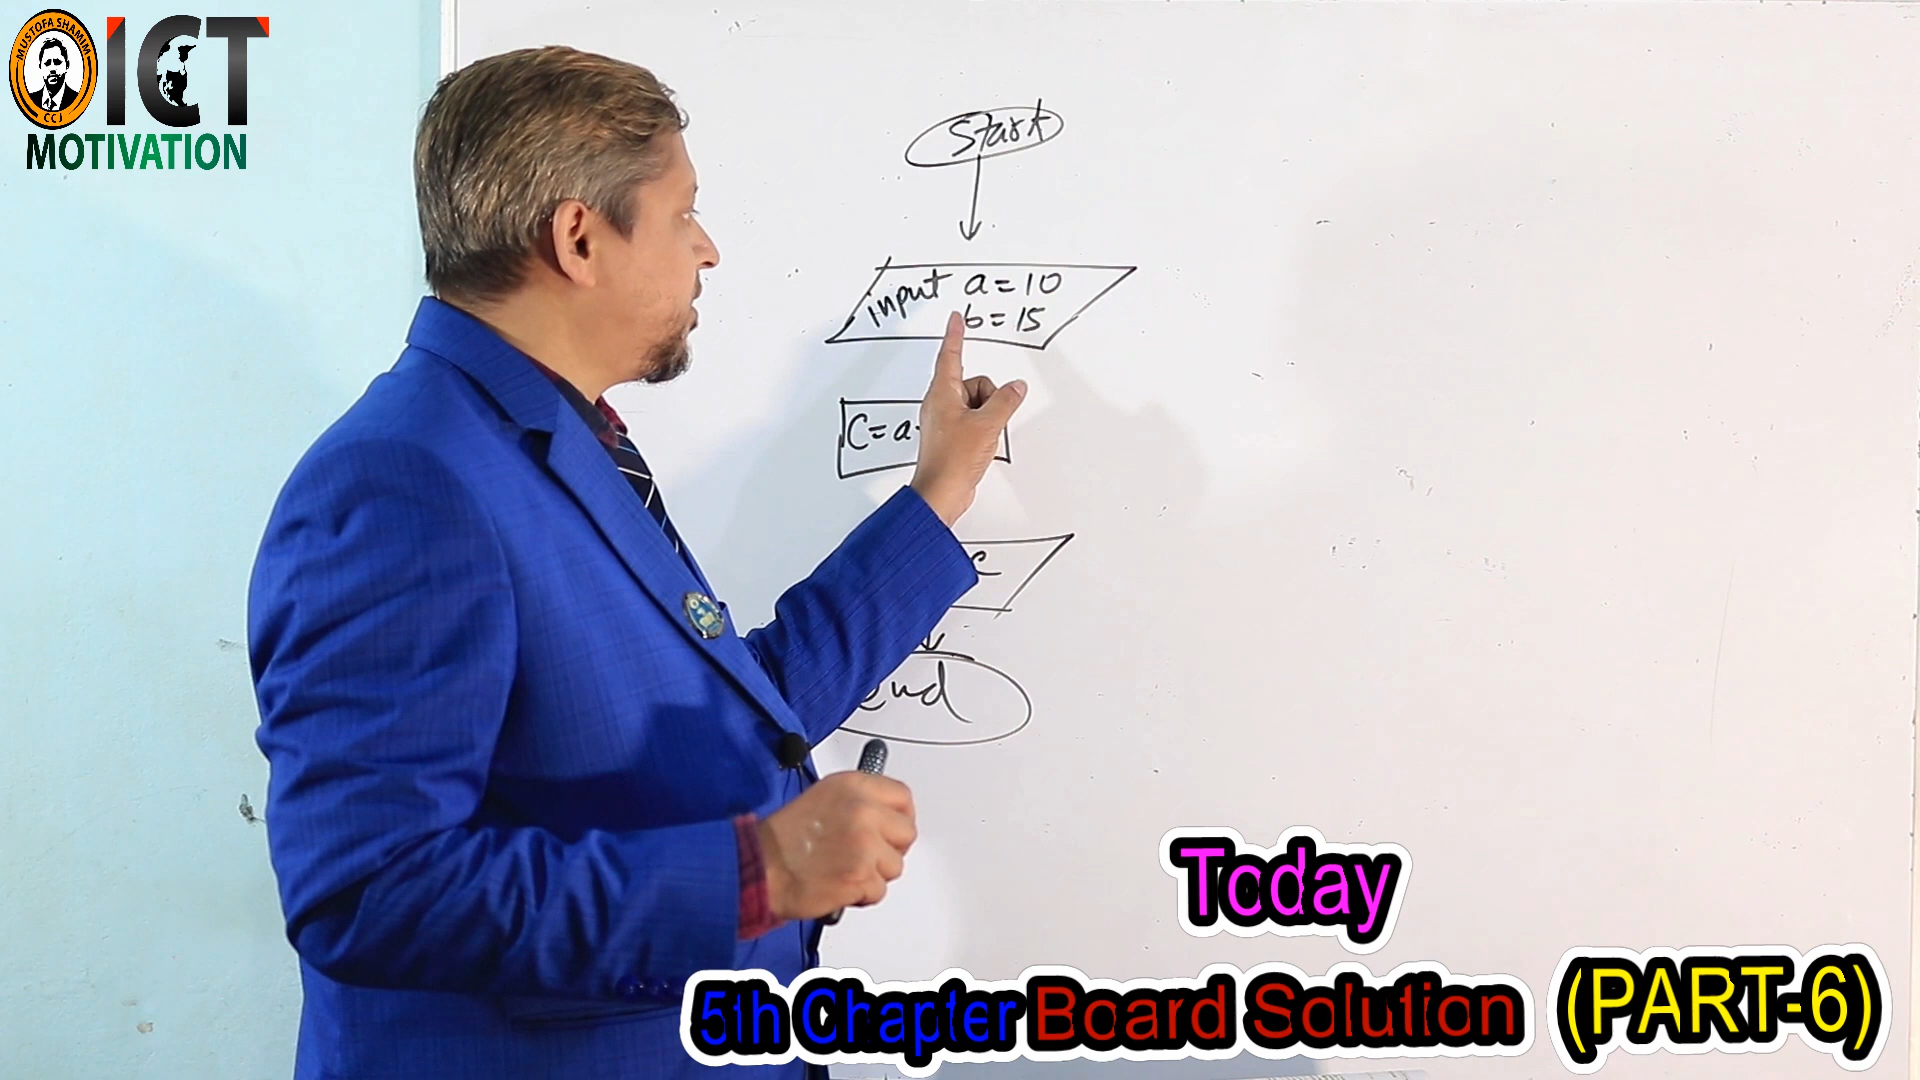 MUSTOFA SHAMIM
CCJ
ICT
MOTIVATION
Start
input a=10
b=15
C=a
C
End
Today
5th Chapter Board Solution (PART-6)